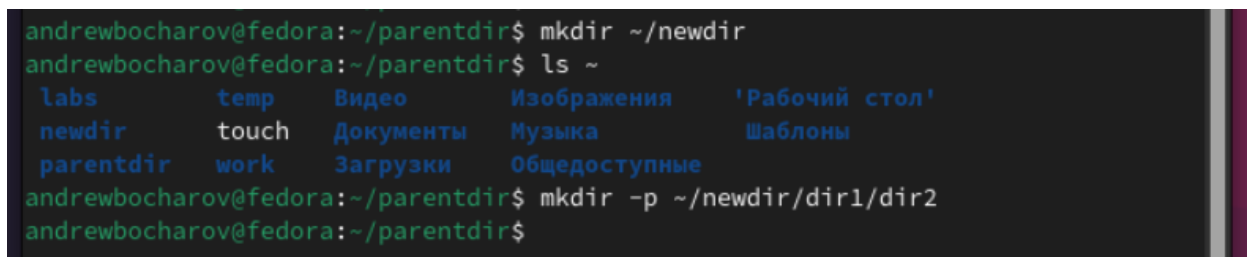 andrewbocharov@fedora:~/parentdir$ mkdir ~/newdir
andrewbocharov@fedora:~/parentdir$ ls ~
labs temp Видео Изображения 'Рабочий стол'
newdir touch Документы Музыка Шаблоны
parentdir work Загрузки Общедоступные
andrewbocharov@fedora:~/parentdir$ mkdir -p ~/newdir/dir1/dir2
andrewbocharov@fedora:~/parentdir$